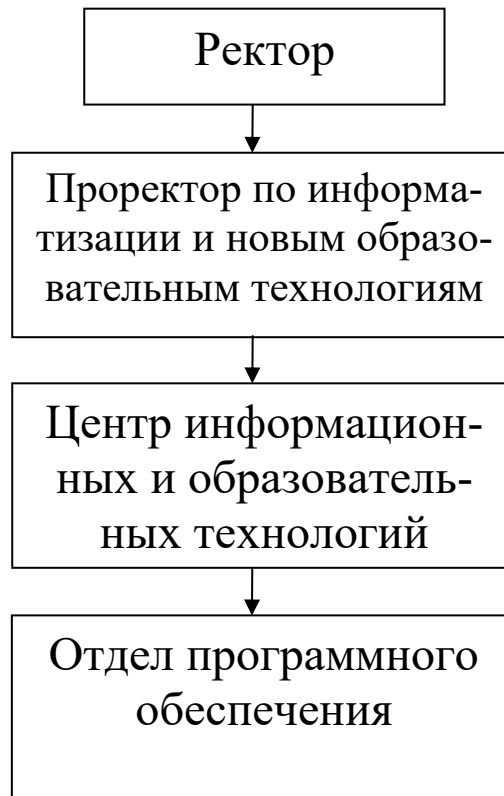 Ректор
Проректор по информа-
тизации и новым образо-
вательным технологиям
Центр информацион-
ных и образователь-
ных технологий
Отдел программного
обеспечения